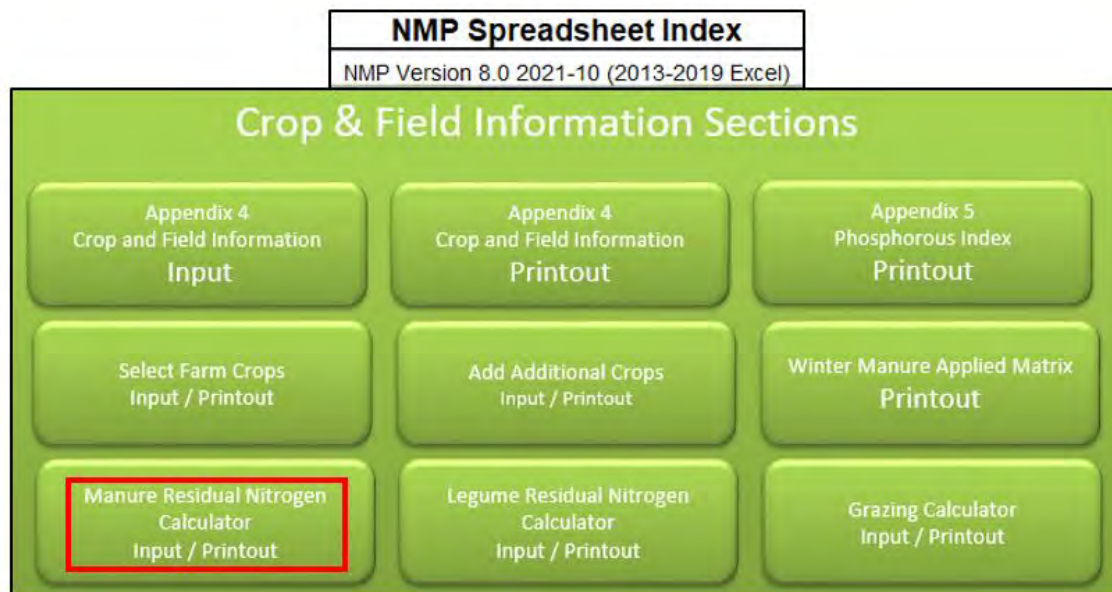 NMP Spreadsheet Index
NMP Version 8.0 2021-10 (2013-2019 Excel)
Crop & Field Information Sections
Appendix 4
Crop and Field Information
Input
Appendix 4
Crop and Field Information
Printout
Appendix 5
Phosphorous Index
Printout
Select Farm Crops
Input / Printout
Add Additional Crops
Input / Printout
Winter Manure Applied Matrix
Printout
Manure Residual Nitrogen
Calculator
Input / Printout
Legume Residual Nitrogen
Calculator
Input / Printout
Grazing Calculator
Input / Printout